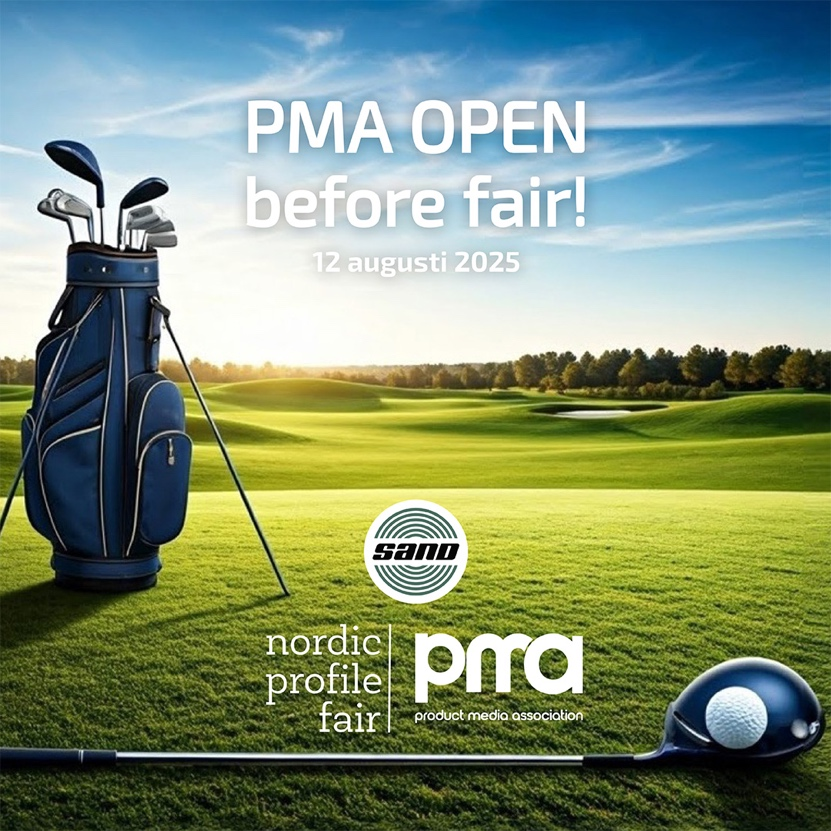 PMA OPEN
before fair!
12 augusti 2025
SAND
nordic
profile
fair
pma
product media association